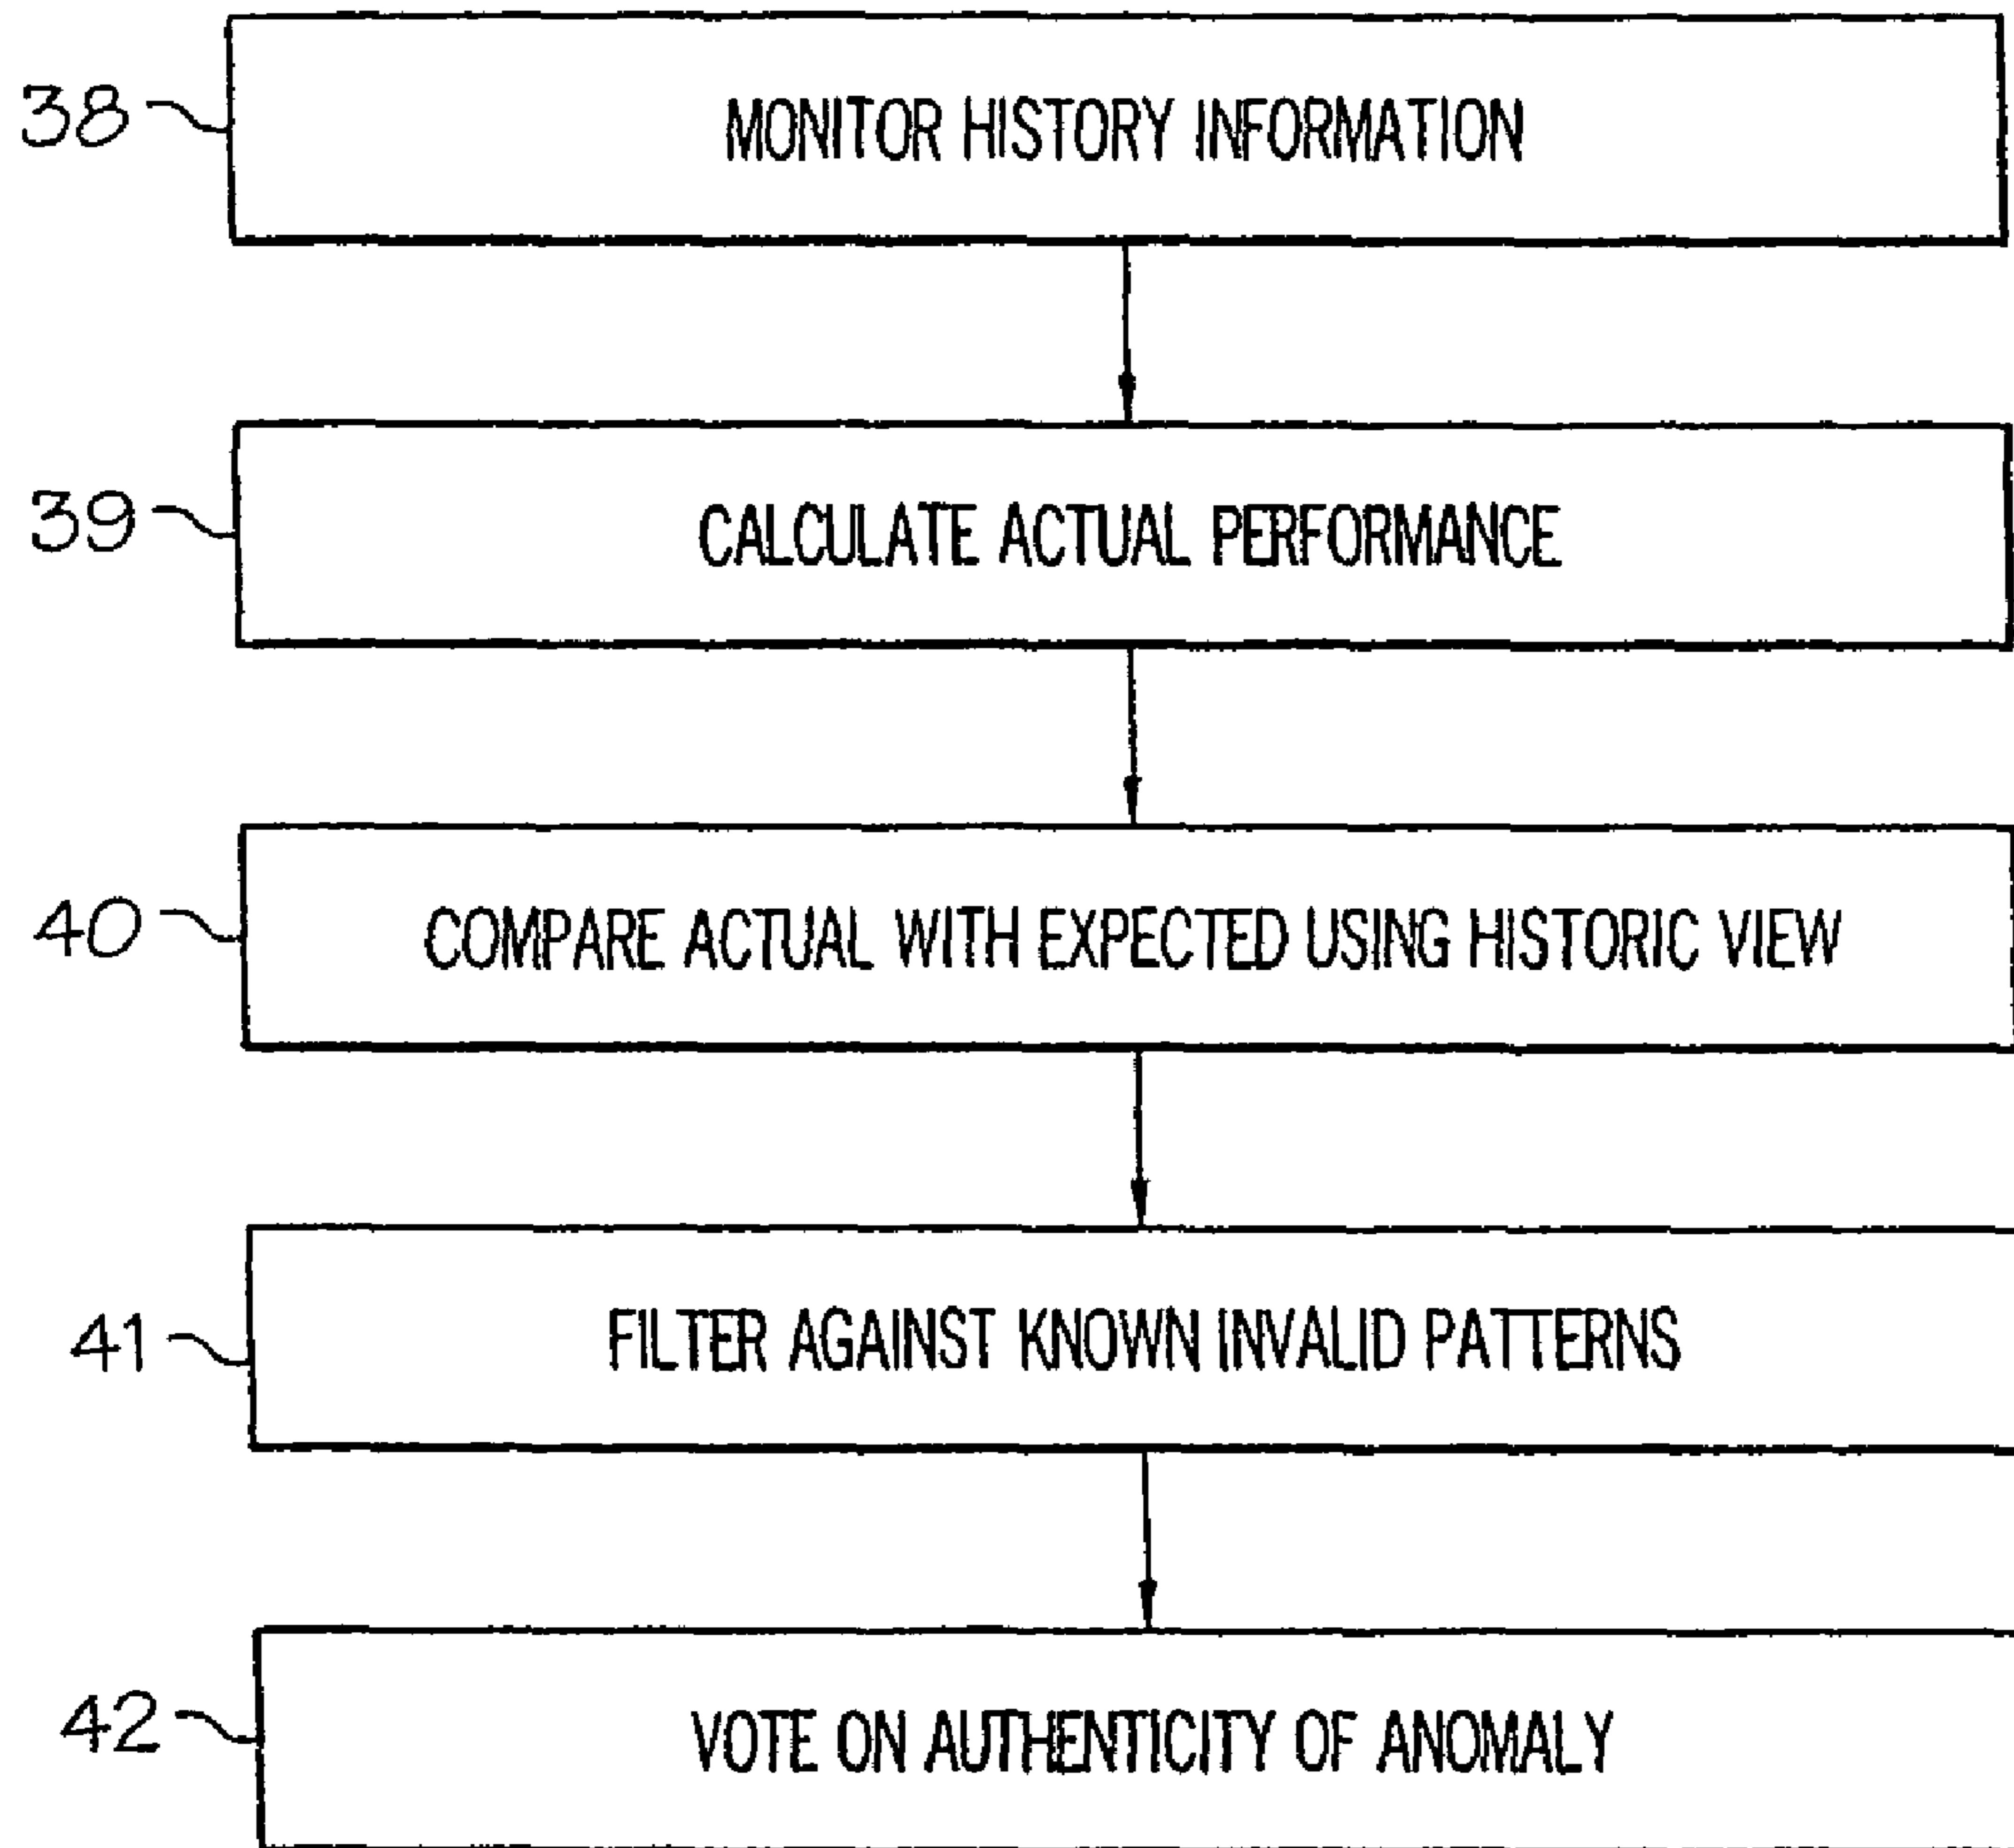 38 MONITOR HISTORY INFORMATION
39 CALCULATE ACTUAL PERFORMANCE
40 COMPARE ACTUAL WITH EXPECTED USING HISTORIC VIEW
41 FILTER AGAINST KNOWN INVALID PATTERNS
42 VOTE ON AUTHENTICITY OF ANOMALY